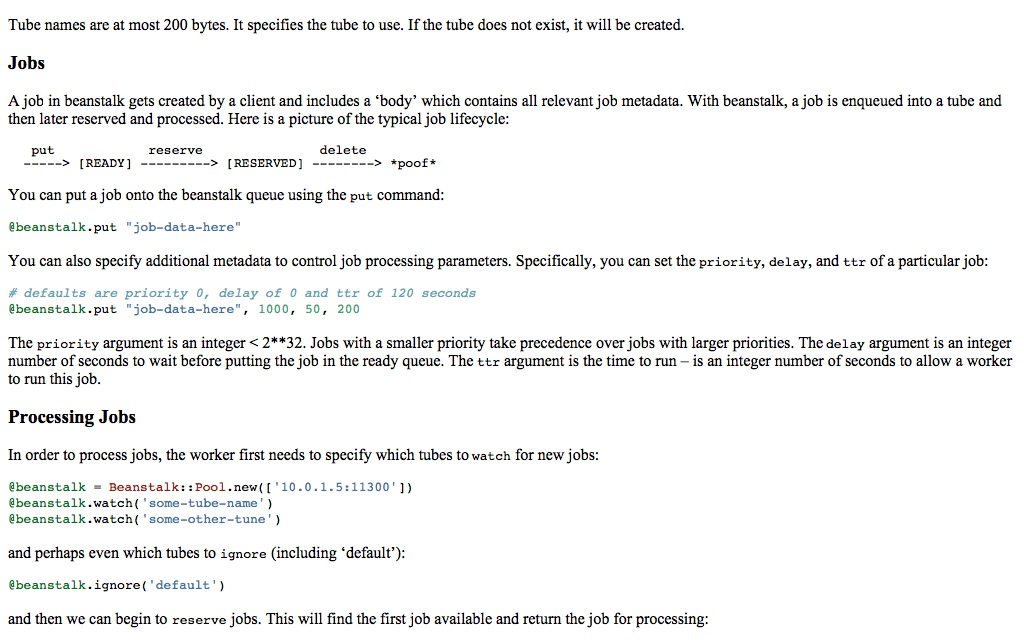 Tube names are at most 200 bytes. It specifies the tube to use. If the tube does not exist, it will be created.
Jobs
A job in beanstalk gets created by a client and includes a ‘body’ which contains all relevant job metadata. With beanstalk, a job is enqueued into a tube and
then later reserved and processed. Here is a picture of the typical job lifecycle:
put reserve delete
-----> [READY] ---------> [RESERVED] --------> *poof*
You can put a job onto the beanstalk queue using the put command:
@beanstalk.put "job-data-here"
You can also specify additional metadata to control job processing parameters. Specifically, you can set the priority, delay, and ttr of a particular job:
# defaults are priority 0, delay of 0 and ttr of 120 seconds
@beanstalk.put "job-data-here", 1000, 50, 200
The priority argument is an integer < 2**32. Jobs with a smaller priority take precedence over jobs with larger priorities. The delay argument is an integer
number of seconds to wait before putting the job in the ready queue. The ttr argument is the time to run – is an integer number of seconds to allow a worker
to run this job.
Processing Jobs
In order to process jobs, the worker first needs to specify which tubes to watch for new jobs:
@beanstalk = Beanstalk::Pool.new(['10.0.1.5:11300'])
@beanstalk.watch('some-tube-name')
@beanstalk.watch('some-other-tune')
and perhaps even which tubes to ignore (including ‘default’):
@beanstalk.ignore('default')
and then we can begin to reserve jobs. This will find the first job available and return the job for processing: